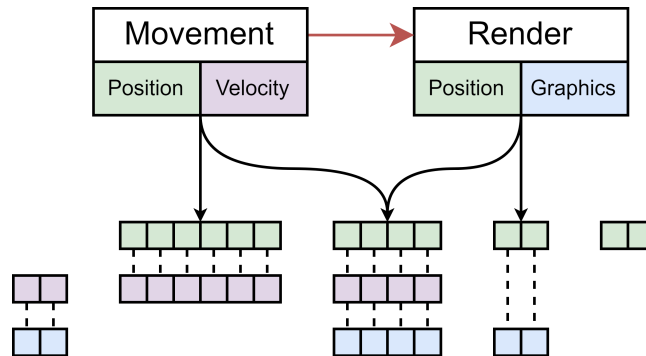 Movement
Render
Position
Velocity
Position
Graphics